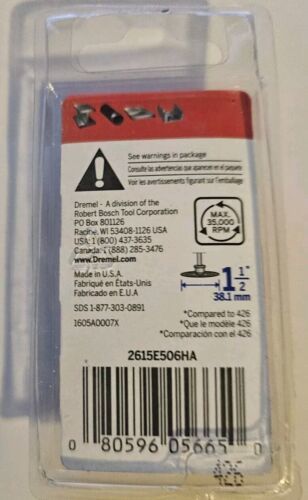 See warnings in package
Consulte las advertencias que aparecen en el paquete
Voir les avertissements figurant sur l'emballage
Dremel - A division of the
Robert Bosch Tool Corporation
PO Box 801126
Racine, WI 53408-1126 USA
USA: 1 (800) 437-3635
Canada: 1 (888) 285-3476
www.Dremel.com
MAX.
35,000
RPM
Made in U.S.A.
Fabriqué en États-Unis
Fabricado en E.U.A
SDS 1-877-303-0891
1605A0007X
1 1"
2
38.1 mm
*Compared to 426
*Que le modèle 426
*Comparación con el 426
2615E506HA
0 80596 05665 0
426